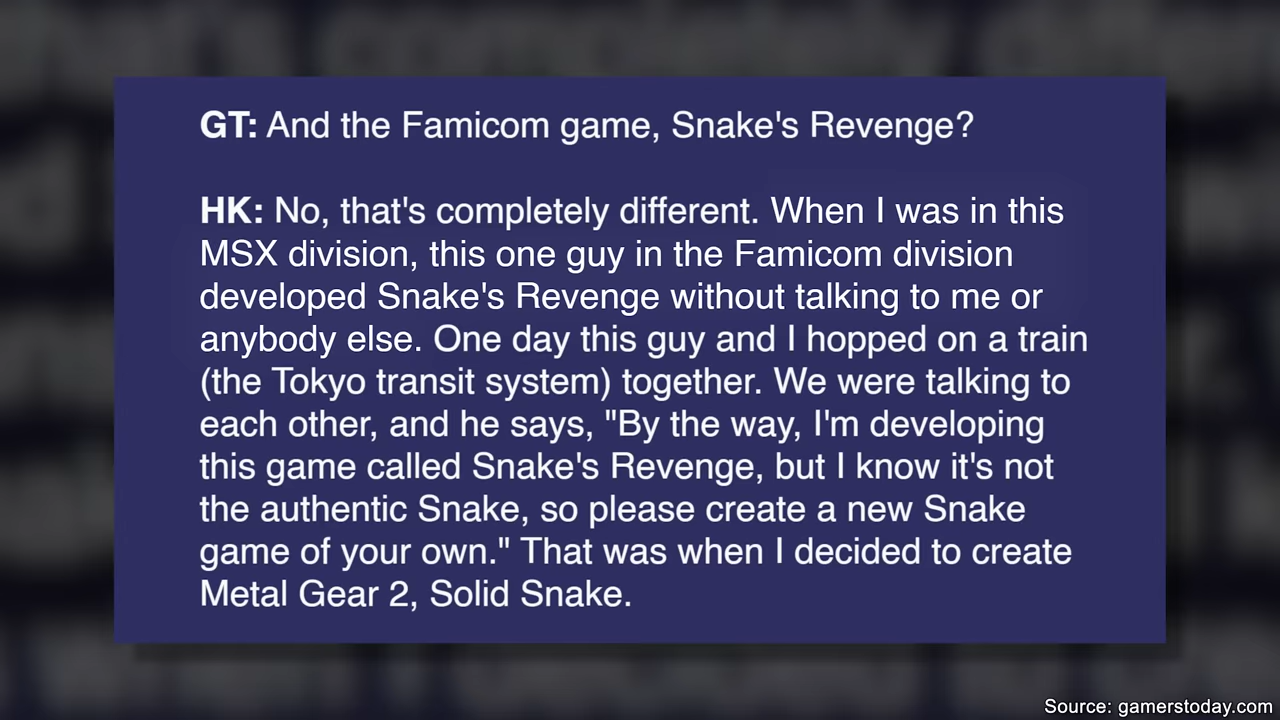 GT: And the Famicom game, Snake's Revenge?
HK: No, that's completely different. When I was in this
MSX division, this one guy in the Famicom division
developed Snake's Revenge without talking to me or
anybody else. One day this guy and I hopped on a train
(the Tokyo transit system) together. We were talking to
each other, and he says, "By the way, I'm developing
this game called Snake's Revenge, but I know it's not
the authentic Snake, so please create a new Snake
game of your own." That was when I decided to create
Metal Gear 2, Solid Snake.
Source: gamerstoday.com